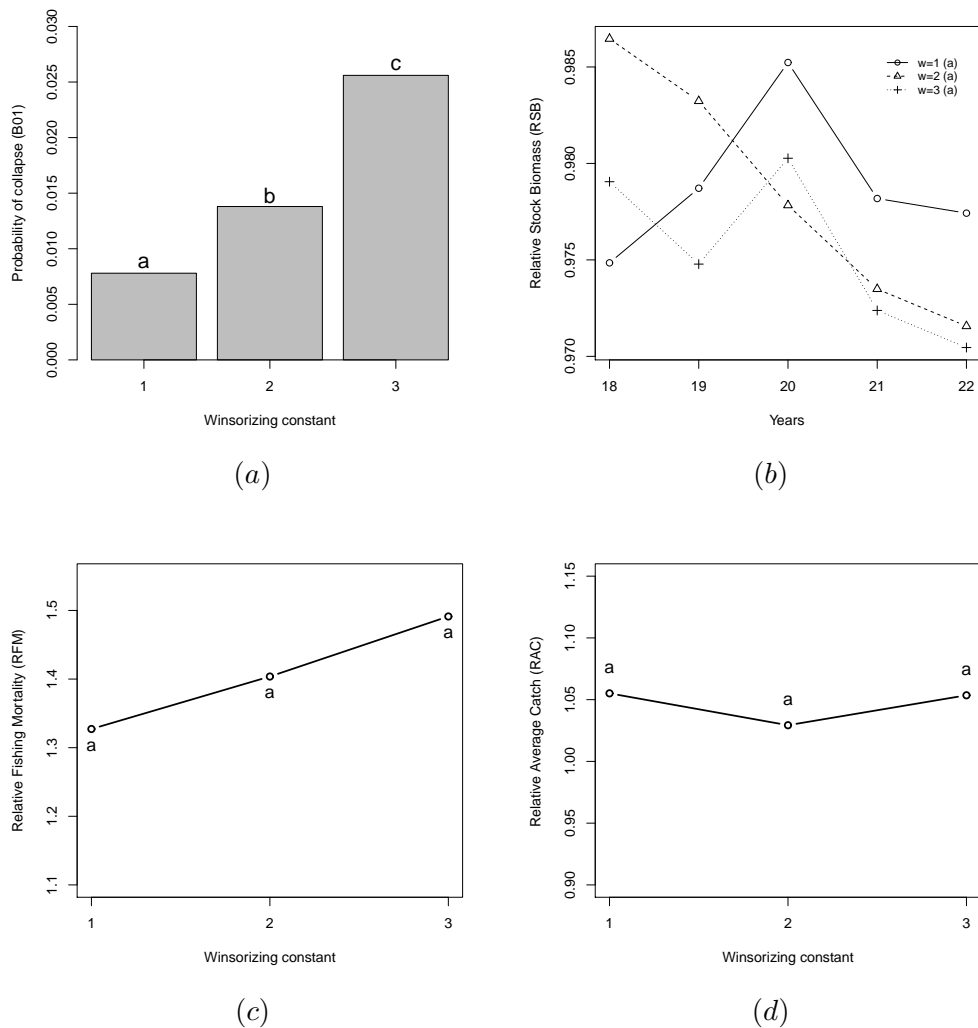 Probability of collapse (B01)
0.030
0.025
0.020
0.015
0.010
0.005
0.000
a
b
c
1 2 3
Winsorizing constant
(a)
Relative Stock Biomass (RSB)
0.985
0.980
0.975
0.970
w=1 (a)
w=2 (a)
w=3 (a)
18 19 20 21 22
Years
(b)
Relative Fishing Mortality (RFM)
1.5
1.4
1.3
1.2
1.1
a
a
a
1 2 3
Winsorizing constant
(c)
Relative Average Catch (RAC)
1.15
1.10
1.05
1.00
0.95
0.90
a
a
a
1 2 3
Winsorizing constant
(d)